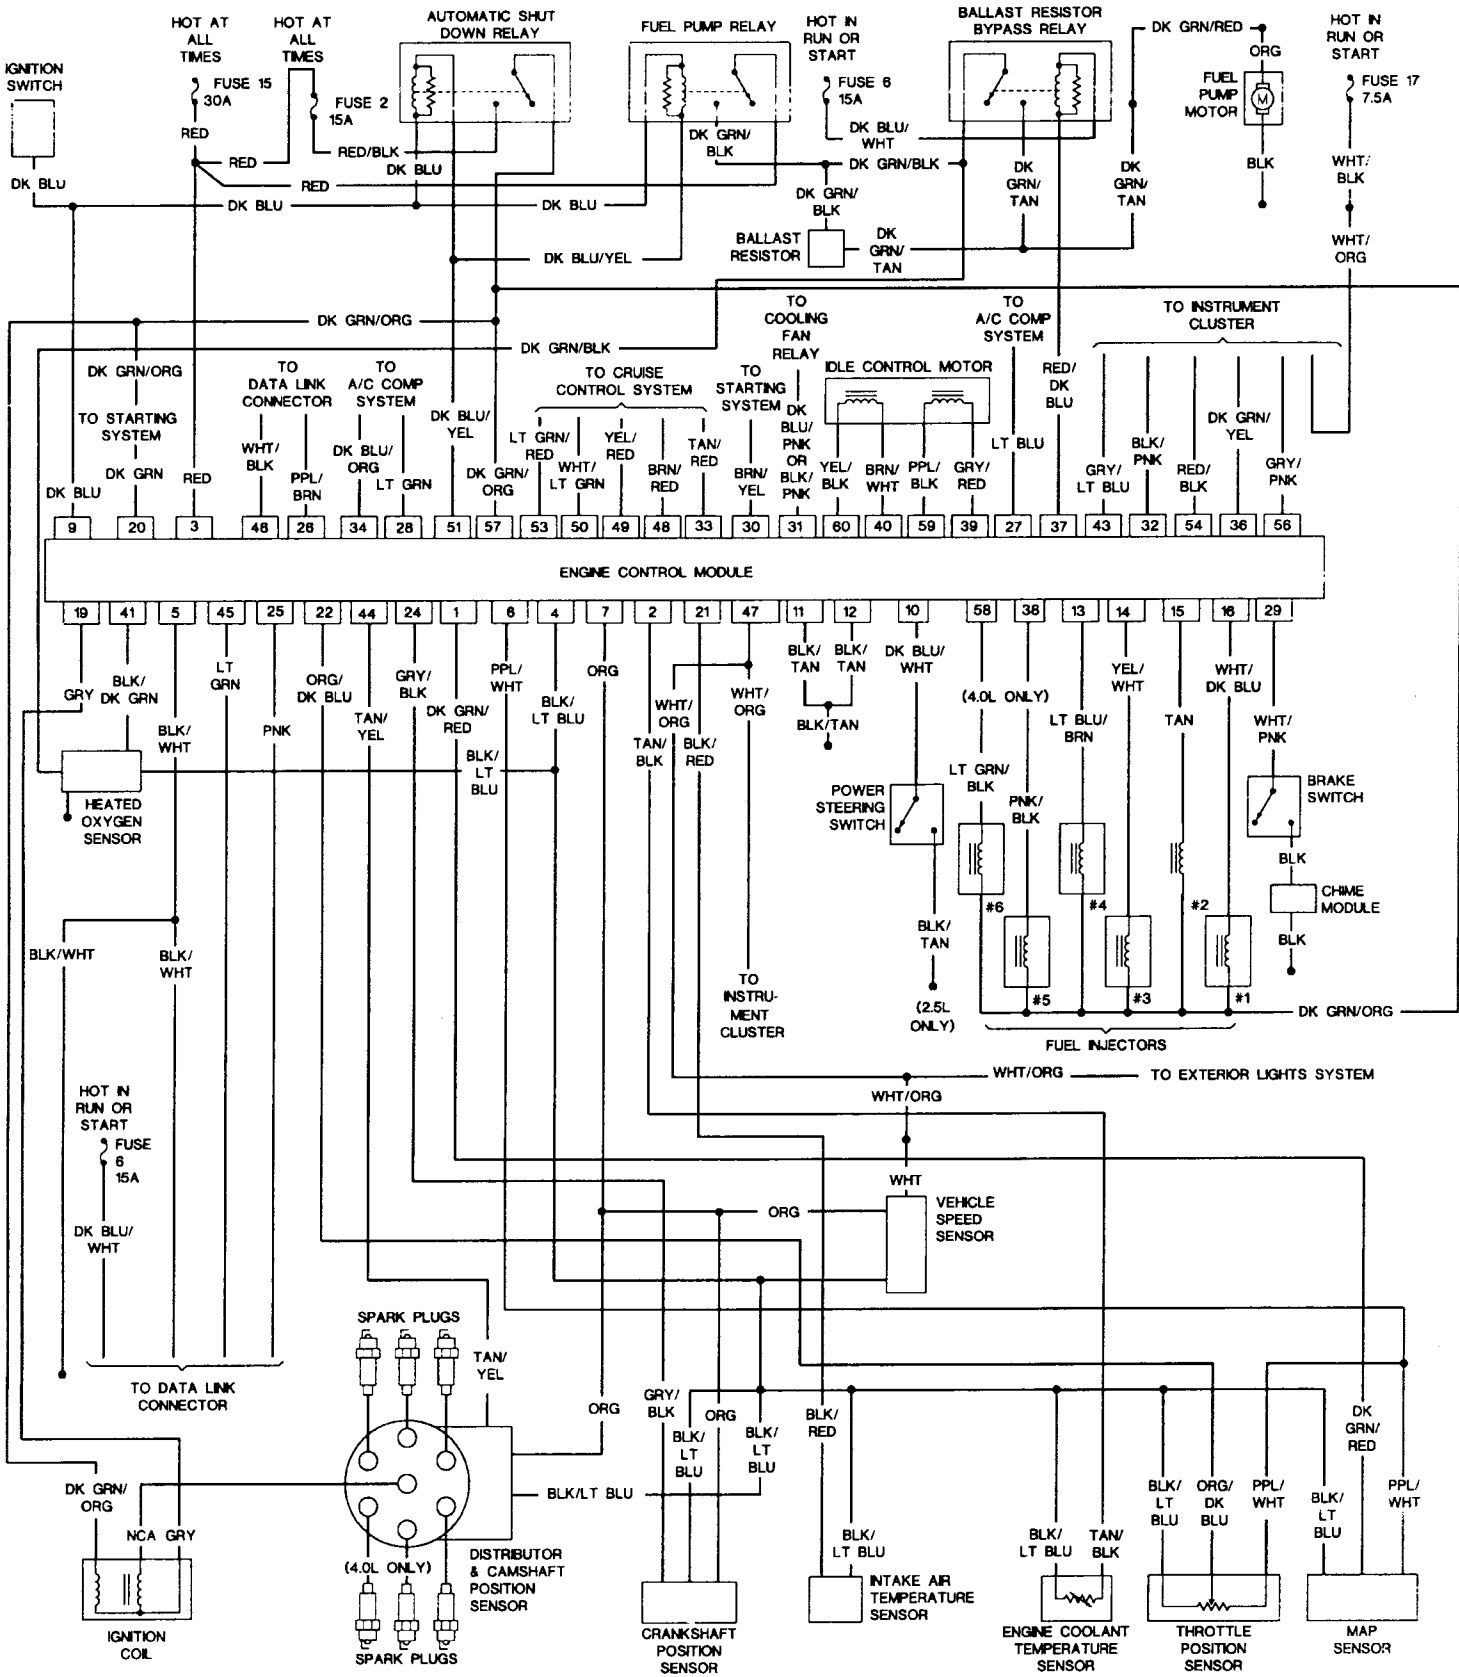 HOT AT
ALL
TIMES
HOT AT
ALL
TIMES
AUTOMATIC SHUT
DOWN RELAY
FUEL PUMP RELAY
HOT IN
RUN OR
START
BALLAST RESISTOR
BYPASS RELAY
DK GRN/RED
HOT IN
RUN OR
START
IGNITION
SWITCH
FUSE 15
30A
FUSE 2
15A
FUSE 6
15A
ORG
FUEL
PUMP
MOTOR
M
FUSE 17
7.5A
RED
RED
RED/BLK
DK BLU
DK GRN/
BLK
DK BLU/
WHT
DK GRN/BLK
DK
GRN/
TAN
DK
GRN/
TAN
BLK
WHT/
BLK
DK BLU
RED
DK BLU
DK BLU
DK GRN/
BLK
BALLAST
RESISTOR
DK
GRN/
TAN
WHT/
ORG
DK BLU/YEL
DK GRN/ORG
DK GRN/BLK
TO
COOLING
FAN
RELAY
TO
A/C COMP
SYSTEM
TO INSTRUMENT
CLUSTER
DK GRN/ORG
TO STARTING
SYSTEM
DK GRN
TO
DATA LINK
CONNECTOR
TO
A/C COMP
SYSTEM
TO CRUISE
CONTROL SYSTEM
TO
STARTING
SYSTEM
IDLE CONTROL MOTOR
DK BLU
RED
WHT/
BLK
PPL/
BRN
DK BLU/
ORG
LT GRN
DK BLU/
YEL
DK GRN/
ORG
LT GRN/
RED
WHT/
LT GRN
YEL/
RED
BRN/
RED
TAN/
RED
BRN/
YEL
DK
BLU/
PNK
OR
BLK/
PNK
YEL/
BLK
BRN/
WHT
PPL/
BLK
GRY/
RED
LT BLU
RED/
DK
BLU
GRY/
LT BLU
BLK/
PNK
RED/
BLK
DK GRN/
YEL
GRY/
PNK
9 20 3 46 26 34 28 51 57 53 50 49 48 33 30 31 60 40 59 39 27 37 43 32 54 36 56
ENGINE CONTROL MODULE
19 41 5 45 25 22 44 24 1 6 4 7 2 21 47 11 12 10 58 38 13 14 15 16 29
GRY
BLK/
DK GRN
BLK/
WHT
LT
GRN
PNK
ORG/
DK BLU
TAN/
YEL
GRY/
BLK
DK GRN/
RED
PPL/
WHT
BLK/
LT BLU
ORG
TAN/
BLK
WHT/
ORG
BLK/
RED
WHT/
ORG
BLK/
TAN
BLK/
TAN
BLK/TAN
DK BLU/
WHT
(4.0L ONLY)
LT GRN/
BLK
PNK/
BLK
LT BLU/
BRN
YEL/
WHT
TAN
WHT/
DK BLU
WHT/
PNK
BLK/
LT
BLU
HEATED
OXYGEN
SENSOR
POWER
STEERING
SWITCH
BRAKE
SWITCH
BLK
CHIME
MODULE
BLK
#6
#4
#2
#5
#3
#1
BLK/WHT
BLK/
WHT
BLK/
TAN
(2.5L
ONLY)
TO
INSTRU-
MENT
CLUSTER
DK GRN/ORG
FUEL INJECTORS
WHT/ORG
TO EXTERIOR LIGHTS SYSTEM
WHT/ORG
HOT IN
RUN OR
START
FUSE
6
15A
DK BLU/
WHT
WHT
ORG
VEHICLE
SPEED
SENSOR
TO DATA LINK
CONNECTOR
SPARK PLUGS
TAN/
YEL
ORG
GRY/
BLK
BLK/
LT
BLU
ORG
BLK/
LT
BLU
BLK/
RED
DK
GRN/
RED
DK GRN/
ORG
NCA GRY
BLK/LT BLU
BLK/
LT BLU
BLK/
LT BLU
TAN/
BLK
BLK/
LT
BLU
ORG/
DK
BLU
PPL/
WHT
BLK/
LT
BLU
PPL/
WHT
(4.0L ONLY)
DISTRIBUTOR
& CAMSHAFT
POSITION
SENSOR
SPARK PLUGS
IGNITION
COIL
CRANKSHAFT
POSITION
SENSOR
INTAKE AIR
TEMPERATURE
SENSOR
ENGINE COOLANT
TEMPERATURE
SENSOR
THROTTLE
POSITION
SENSOR
MAP
SENSOR